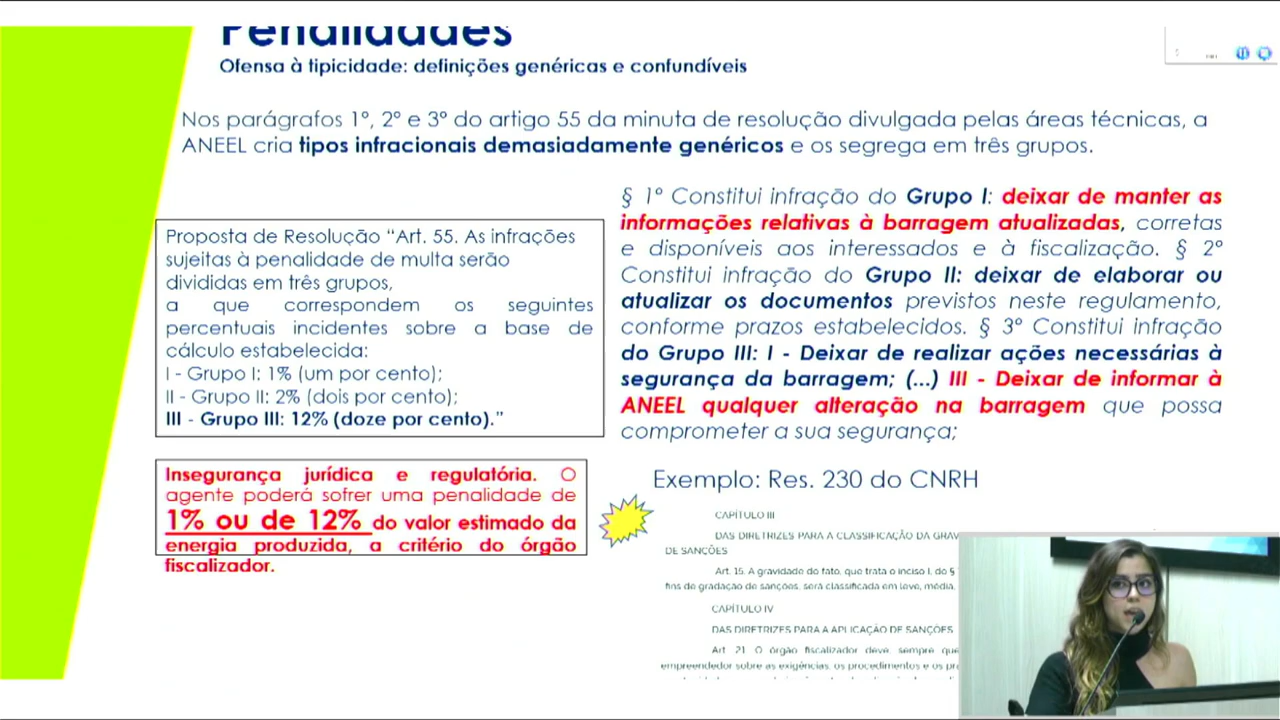 Penalidades
Ofensa à tipicidade: definições genéricas e confundíveis
Nos parágrafos 1º, 2º e 3º do artigo 55 da minuta de resolução divulgada pelas áreas técnicas, a
ANEEL cria tipos infracionais demasiadamente genéricos e os segrega em três grupos.
Proposta de Resolução “Art. 55. As infrações
sujeitas à penalidade de multa serão
divididas em três grupos,
a que correspondem os seguintes
percentuais incidentes sobre a base de
cálculo estabelecida:
I - Grupo I: 1% (um por cento);
II - Grupo II: 2% (dois por cento);
III - Grupo III: 12% (doze por cento).”
Insegurança jurídica e regulatória. O
agente poderá sofrer uma penalidade de
1% ou de 12% do valor estimado da
energia produzida, a critério do órgão
fiscalizador.
§ 1º Constitui infração do Grupo I: deixar de manter as
informações relativas à barragem atualizadas, corretas
e disponíveis aos interessados e à fiscalização. § 2º
Constitui infração do Grupo II: deixar de elaborar ou
atualizar os documentos previstos neste regulamento,
conforme prazos estabelecidos. § 3º Constitui infração
do Grupo III: I - Deixar de realizar ações necessárias à
segurança da barragem; (...) III - Deixar de informar à
ANEEL qualquer alteração na barragem que possa
comprometer a sua segurança;
Exemplo: Res. 230 do CNRH
CAPÍTULO III
DAS DIRETRIZES PARA A CLASSIFICAÇÃO DA GRAV
DE SANÇÕES
Art. 15. A gravidade do fato, que trata o inciso I, do §
fins de gradação de sanções, será classificada em leve, média,
CAPÍTULO IV
DAS DIRETRIZES PARA A APLICAÇÃO DE SANÇÕES
Art. 21. O órgão fiscalizador deve, sempre que
empreendedor sobre as exigências, os procedimentos e os pra